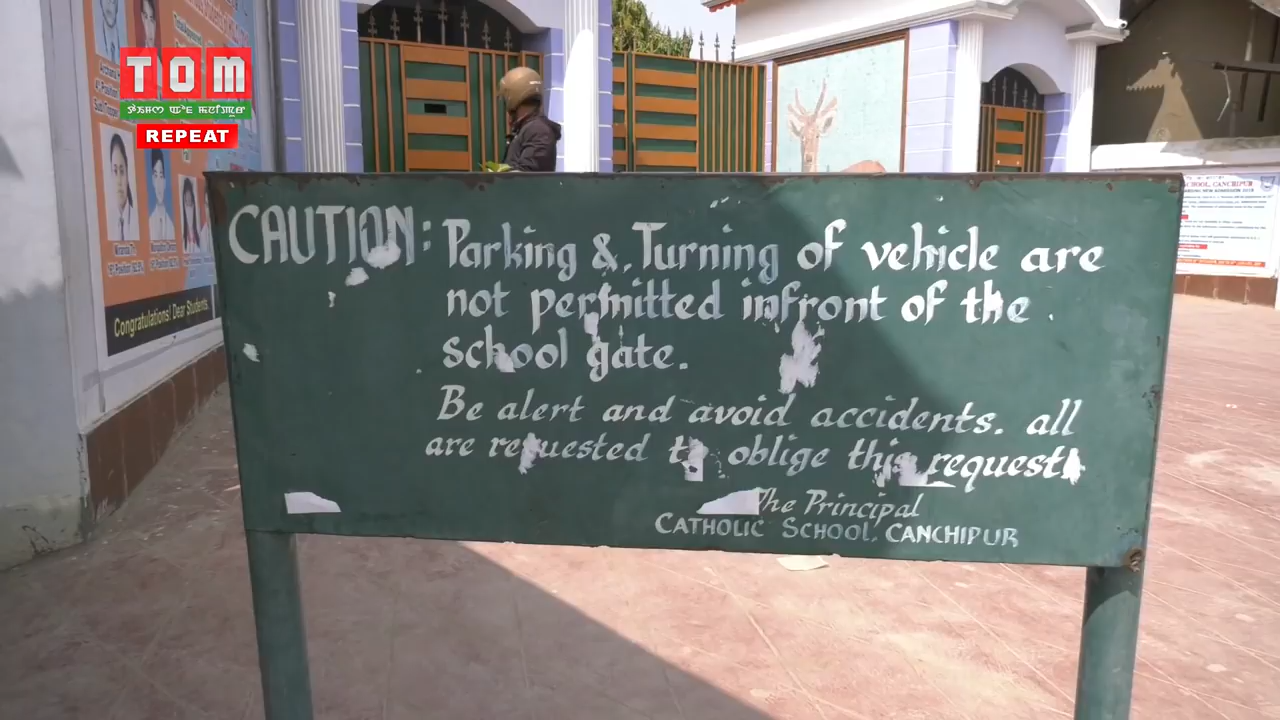 TOM
REPEAT
CAUTION: Parking & Turning of vehicle are
not permitted infront of the
school gate.
Be alert and avoid accidents. all
are requested to oblige this request.
The Principal
CATHOLIC SCHOOL, CANCHIPUR
Congratulations! Dear Students.
SCHOOL, CANCHIPUR